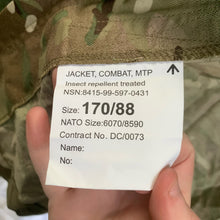 JACKET, COMBAT, MTP
Insect repellent treated
NSN:8415-99-597-0431
Size: 170/88
NATO Size:6070/8590
Contract No. DC/0073
Name:
No: